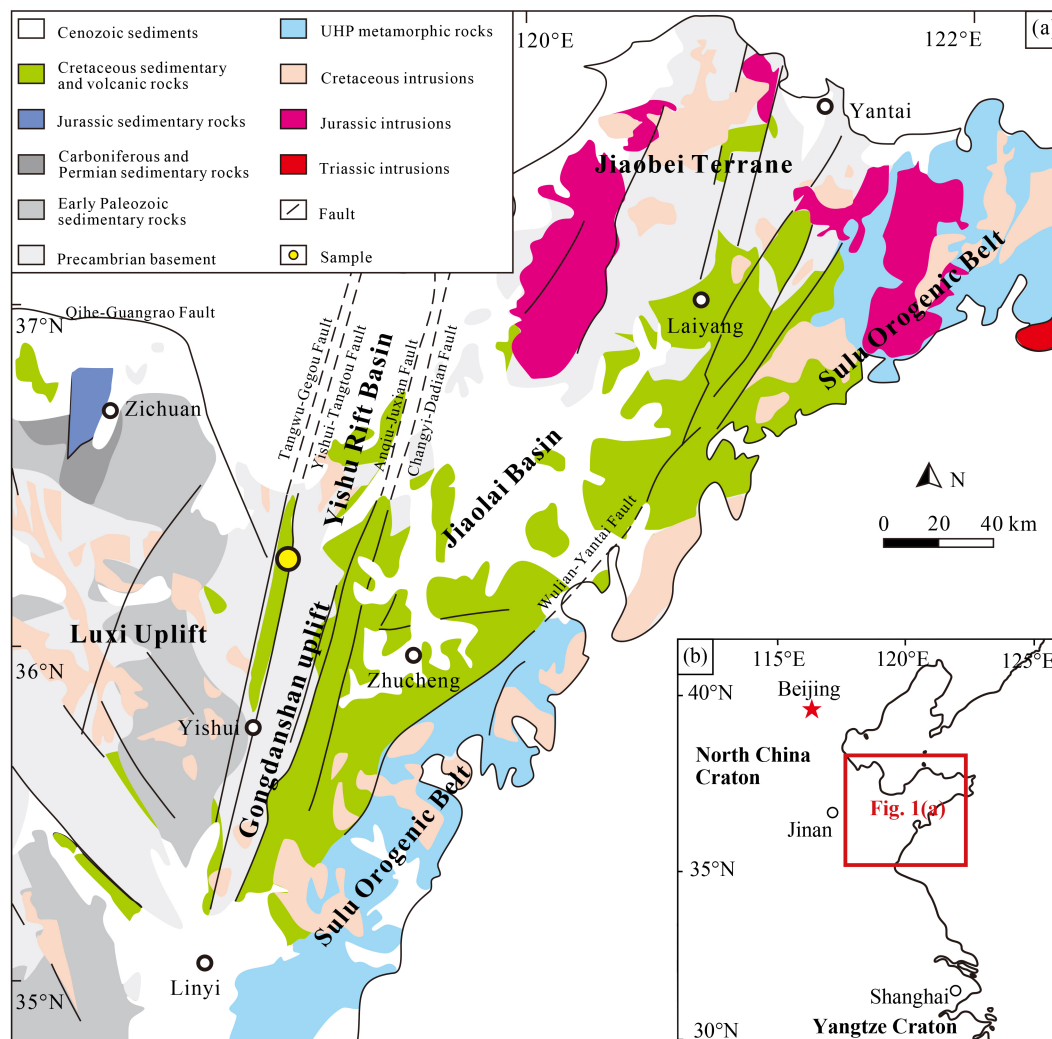 Cenozoic sediments
Cretaceous sedimentary
and volcanic rocks
Jurassic sedimentary rocks
Carboniferous and
Permian sedimentary rocks
Early Paleozoic
sedimentary rocks
Precambrian basement
UHP metamorphic rocks
Cretaceous intrusions
Jurassic intrusions
Triassic intrusions
Fault
Sample
120°E
122°E
(a)
Yantai
Jiaobei Terrane
Laiyang
Sulu Orogenic Belt
37°N
Qihe-Guangrao Fault
Zichuan
Tangwu-Gegou Fault
Yishui-Tangtou Fault
Yishu Rift Basin
Anqiu-Juxian Fault
Changyi-Dadian Fault
Jiaolai Basin
Wulian-Yantai Fault
N
0 20 40 km
36°N
Luxi Uplift
Gongdanshan uplift
Zhucheng
Yishui
Sulu Orogenic Belt
Linyi
35°N
(b)
115°E
120°E
125°E
40°N
Beijing
North China
Craton
Fig. 1(a)
Jinan
35°N
Shanghai
Yangtze Craton
30°N